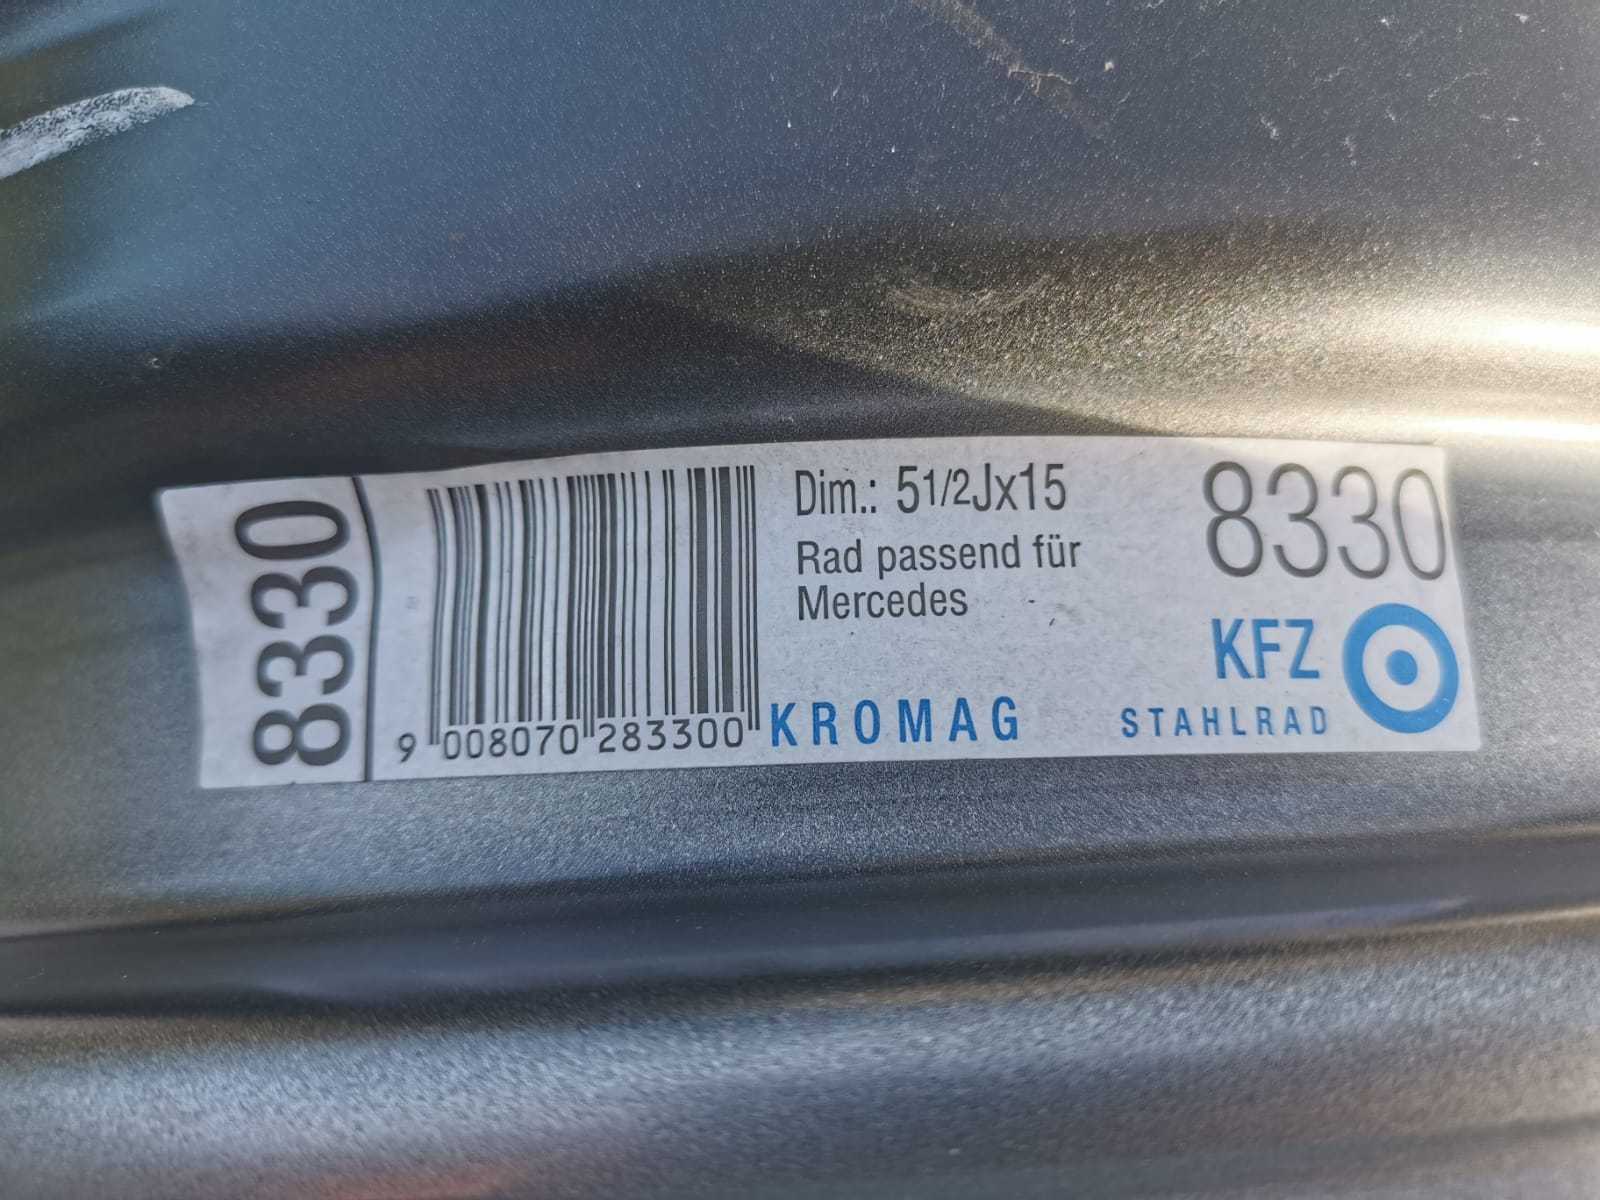 8330
9 008070 283300
Dim.: 51/2Jx15
Rad passend für
Mercedes
KROMAG
8330
KFZ
STAHLRAD